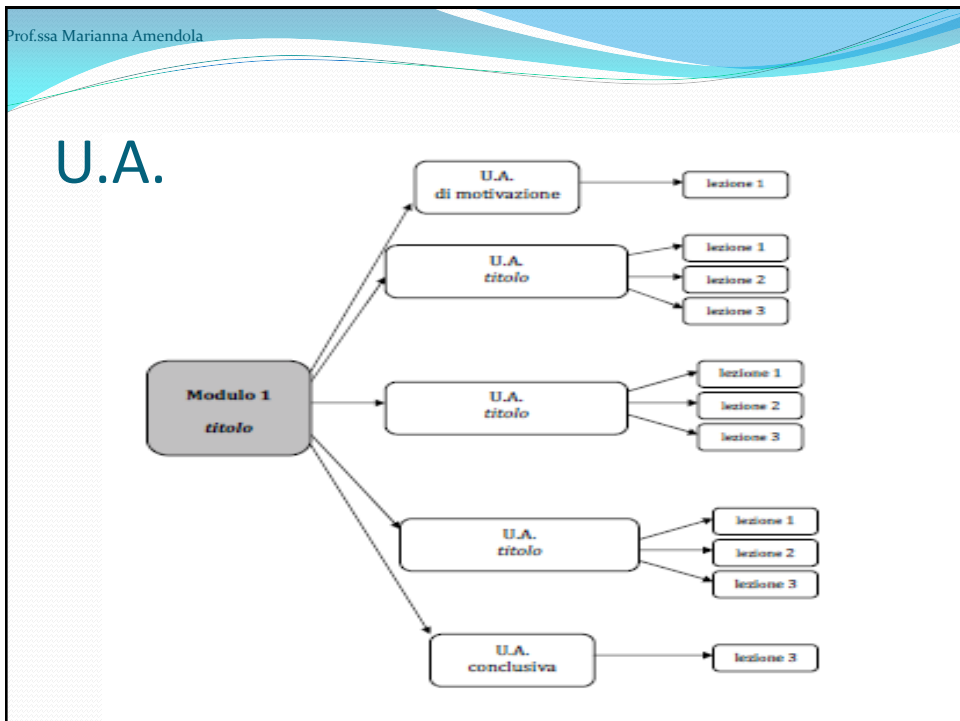 Prof.ssa Marianna Amendola
U.A.
U.A.
di motivazione
lezione 1
U.A.
titolo
lezione 1
lezione 2
lezione 3
Modulo 1
titolo
U.A.
titolo
lezione 1
lezione 2
lezione 3
U.A.
titolo
lezione 1
lezione 2
lezione 3
U.A.
conclusiva
lezione 3